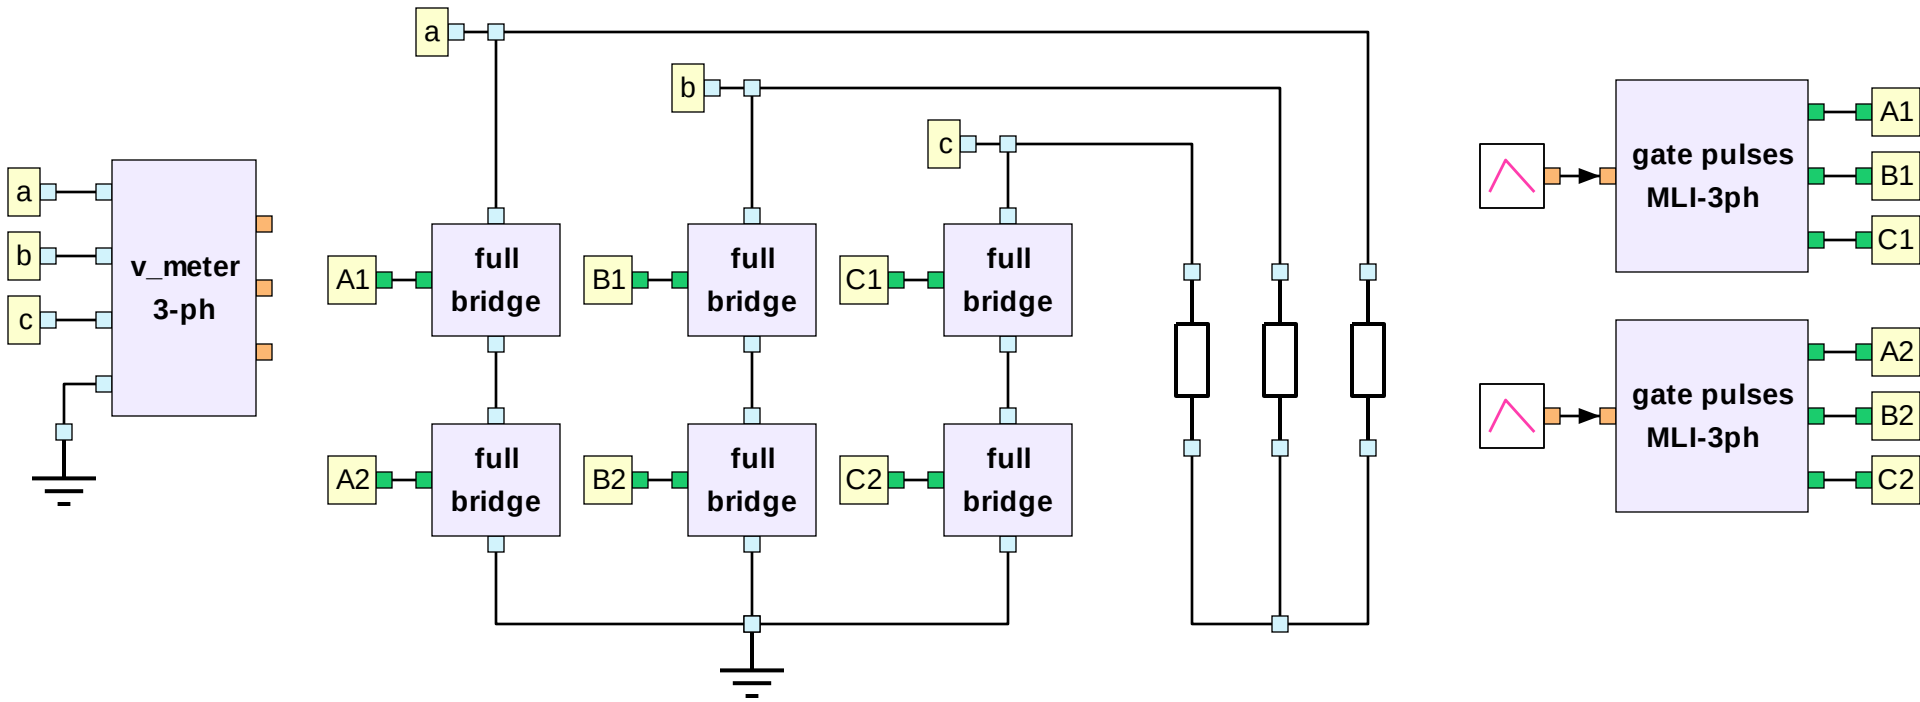 a
b
c
a
b
c
v_meter
3-ph
A1
full
bridge
B1
full
bridge
C1
full
bridge
A2
full
bridge
B2
full
bridge
C2
full
bridge
gate pulses
MLI-3ph
A1
B1
C1
gate pulses
MLI-3ph
A2
B2
C2